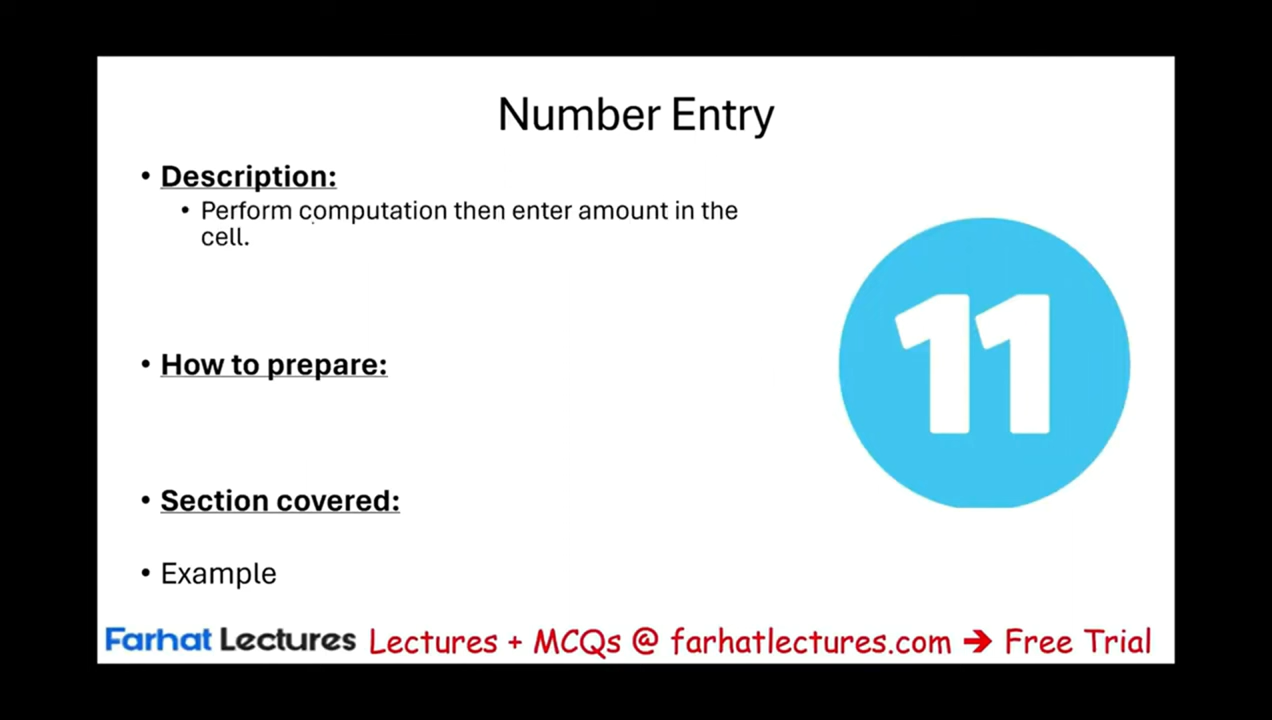 Number Entry
• Description:
• Perform computation then enter amount in the
cell.
11
• How to prepare:
• Section covered:
• Example
Farhat Lectures Lectures + MCQs @ farhatlectures.com → Free Trial